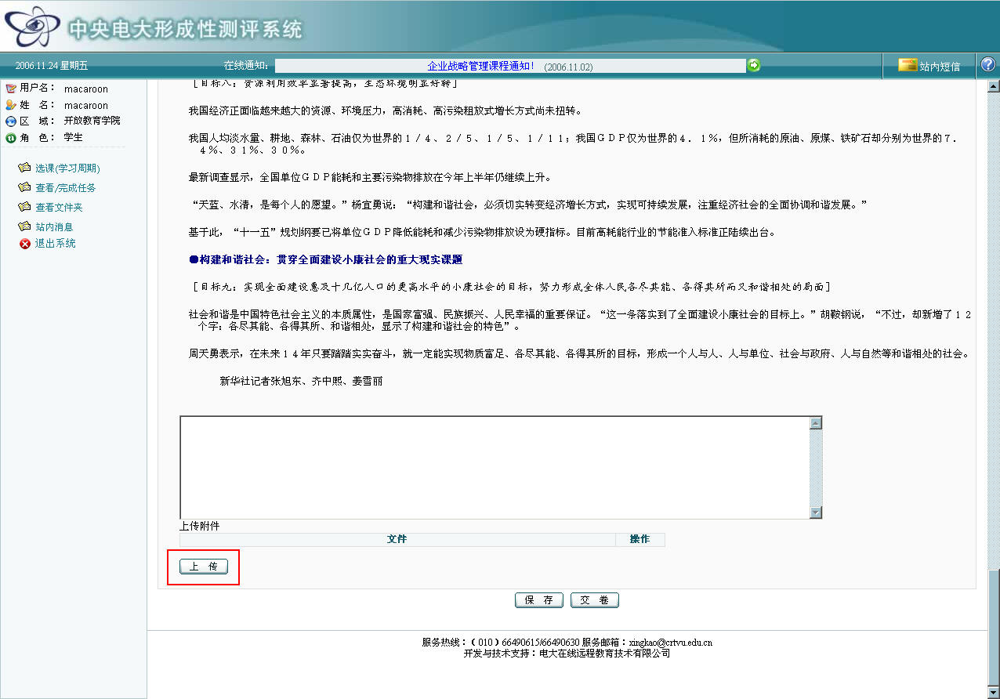 中央电大形成性测评系统
2006.11.24 星期五
在线通知：
企业战略管理课程通知！ (2006.11.02)
站内短信
用户名： macaroon
姓 名： macaroon
区 域： 开放教育学院
角 色： 学生
选课(学习周期)
查看/完成任务
查看文件夹
站内消息
退出系统
［目标八：资源利用效率显著提高，生态环境明显好转］
我国经济正面临越来越大的资源、环境压力，高消耗、高污染粗放式增长方式尚未扭转。
我国人均淡水量、耕地、森林、石油仅为世界的１／４、２／５、１／５、１／１１；我国ＧＤＰ仅为世界的４．１％，但所消耗的原油、原煤、铁矿石却分别为世界的７．
４％、３１％、３０％。
最新调查显示，全国单位ＧＤＰ能耗和主要污染物排放在今年上半年仍继续上升。
“天蓝、水清，是每个人的愿望。”杨宜勇说：“构建和谐社会，必须切实转变经济增长方式，实现可持续发展，注重经济社会的全面协调和谐发展。”
基于此，“十一五”规划纲要已将单位ＧＤＰ降低能耗和减少污染物排放设为硬指标。目前高耗能行业的节能准入标准正陆续出台。
●构建和谐社会：贯穿全面建设小康社会的重大现实课题
［目标九：实现全面建设惠及十几亿人口的更高水平的小康社会的目标，努力形成全体人民各尽其能、各得其所而又和谐相处的局面］
社会和谐是中国特色社会主义的本质属性，是国家富强、民族振兴、人民幸福的重要保证。“这一条落实到了全面建设小康社会的目标上。”胡鞍钢说，“不过，却新增了１２
个字：各尽其能、各得其所、和谐相处，显示了构建和谐社会的特色”。
周天勇表示，在未来１４年只要踏踏实实奋斗，就一定能实现物质富足、各尽其能、各得其所的目标，形成一个人与人、人与单位、社会与政府、人与自然等和谐相处的社会。
新华社记者张旭东、齐中熙、姜雪丽
上传附件
文件 操作
上 传
保 存 交 卷
服务热线：（010）66490615/66490630 服务邮箱：xingkao@crtvu.edu.cn
开发与技术支持：电大在线远程教育技术有限公司